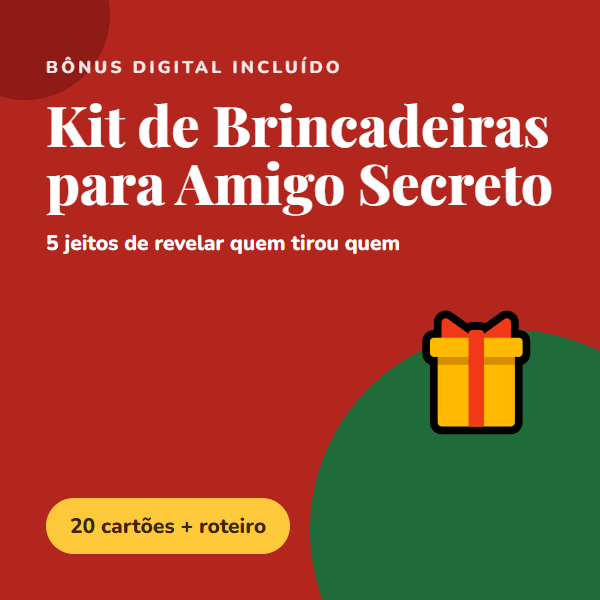 BÔNUS DIGITAL INCLUÍDO
Kit de Brincadeiras
para Amigo Secreto
5 jeitos de revelar quem tirou quem
20 cartões + roteiro